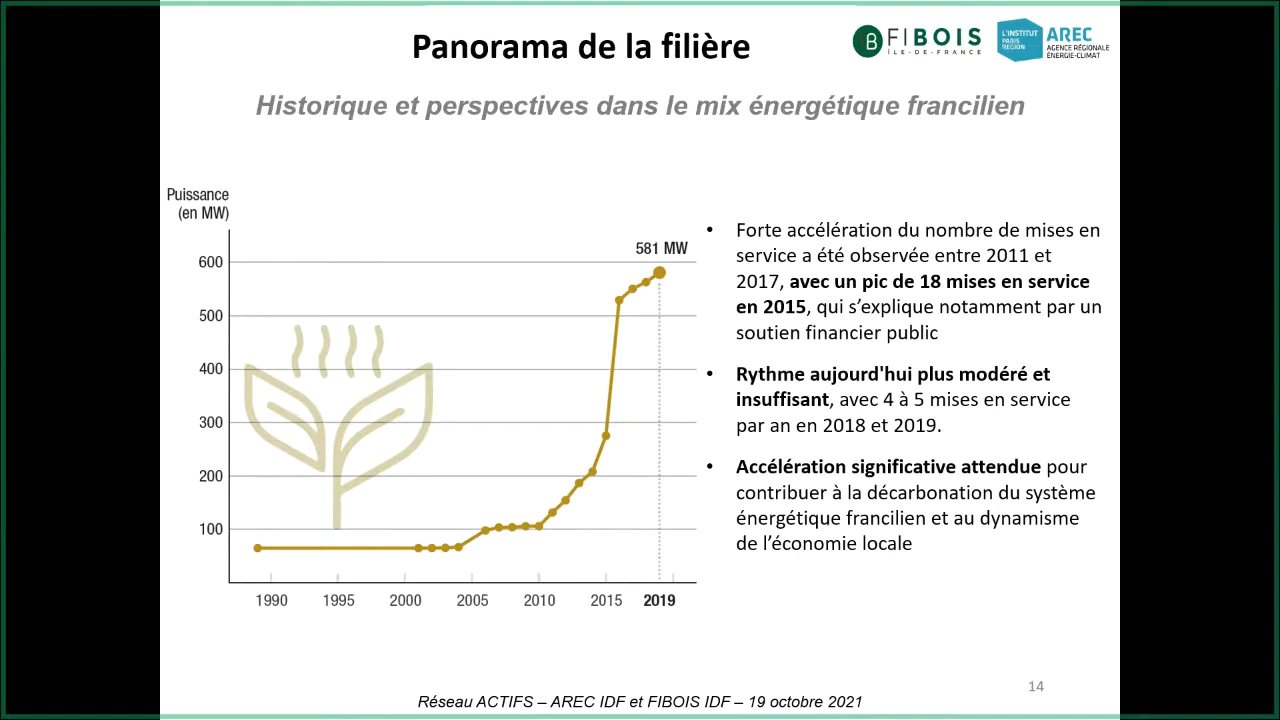 Panorama de la filière
B FIBOIS
ÎLE-DE-FRANCE
L'INSTITUT
PARIS
REGION
AREC
AGENCE RÉGIONALE
ÉNERGIE-CLIMAT
Historique et perspectives dans le mix énergétique francilien
Puissance
(en MW)
581 MW
600
500
400
300
200
100
1990 1995 2000 2005 2010 2015 2019
• Forte accélération du nombre de mises en
service a été observée entre 2011 et
2017, avec un pic de 18 mises en service
en 2015, qui s’explique notamment par un
soutien financier public
• Rythme aujourd'hui plus modéré et
insuffisant, avec 4 à 5 mises en service
par an en 2018 et 2019.
• Accélération significative attendue pour
contribuer à la décarbonation du système
énergétique francilien et au dynamisme
de l’économie locale
14
Réseau ACTIFS – AREC IDF et FIBOIS IDF – 19 octobre 2021